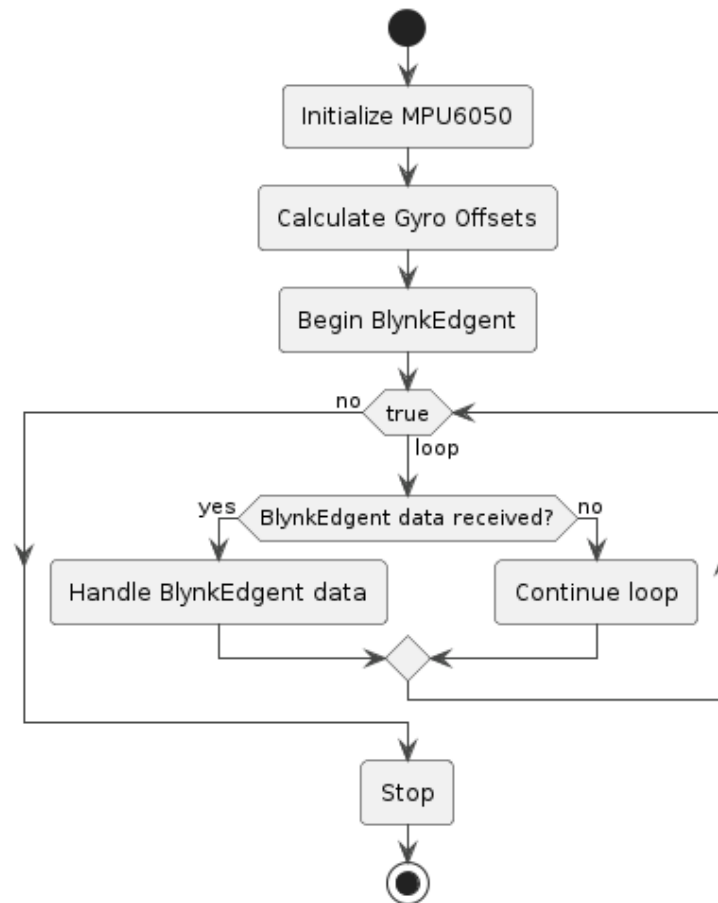 Initialize MPU6050
Calculate Gyro Offsets
Begin BlynkEdgent
no
true
loop
yes
BlynkEdgent data received?
no
Handle BlynkEdgent data
Continue loop
Stop